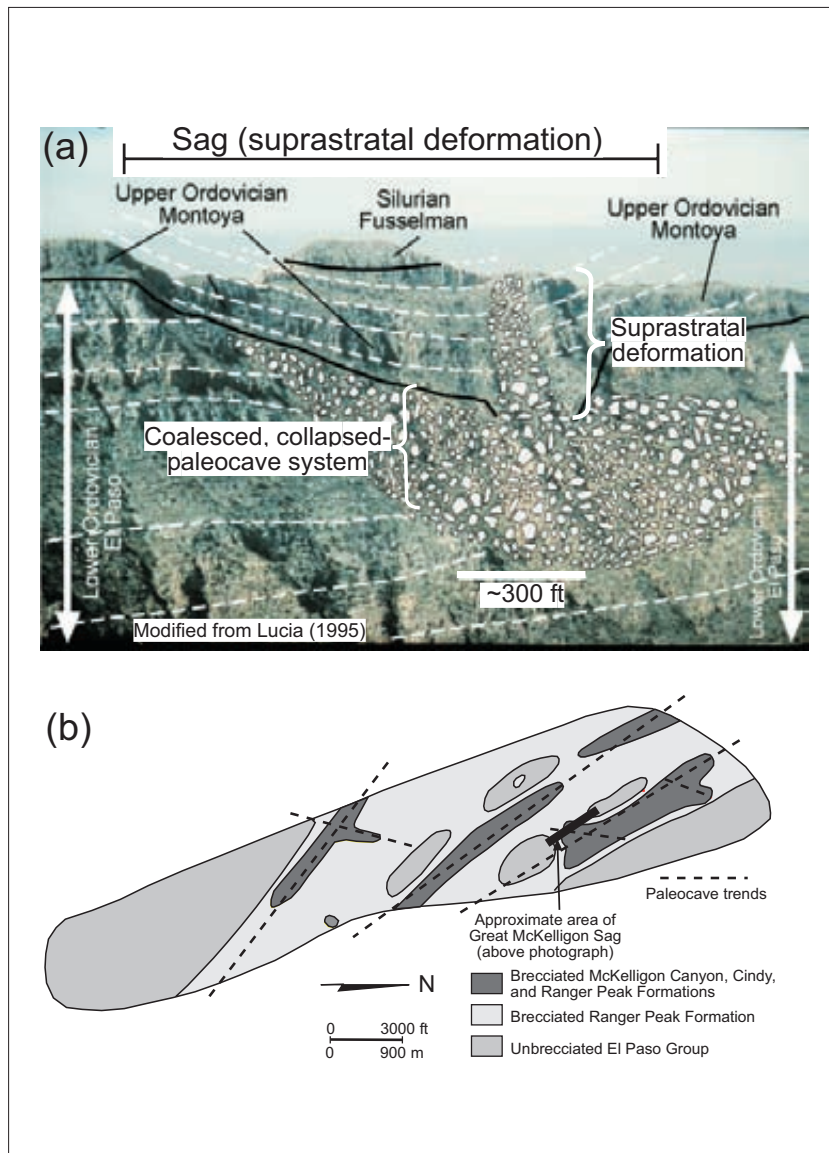 (a)
Sag (suprastratal deformation)
Upper Ordovician
Montoya
Silurian
Fusselman
Upper Ordovician
Montoya
Suprastratal
deformation
Coalesced, collapsed-
paleocave system
Lower Ordovician
El Paso
Lower Ordovician
El Paso
~300 ft
Modified from Lucia (1995)
(b)
Paleocave trends
Approximate area of
Great McKelligon Sag
(above photograph)
N
0 3000 ft
0 900 m
Brecciated McKelligon Canyon, Cindy,
and Ranger Peak Formations
Brecciated Ranger Peak Formation
Unbrecciated El Paso Group